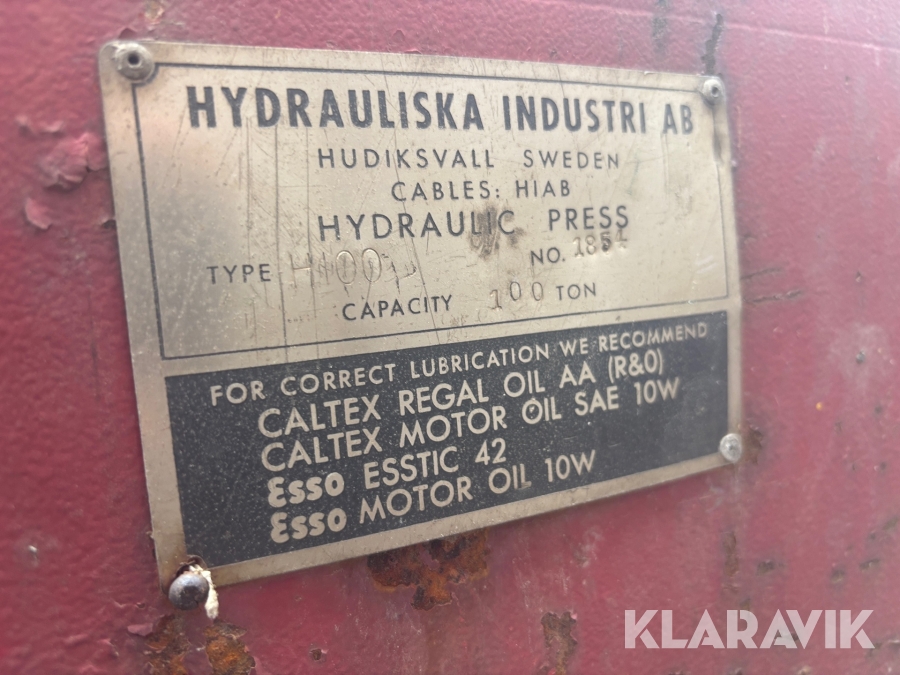 HYDRAULISKA INDUSTRI AB
HUDIKSVALL SWEDEN
CABLES: HIAB
HYDRAULIC PRESS
TYPE NO. 1854
CAPACITY 100 TON
FOR CORRECT LUBRICATION WE RECOMMEND
CALTEX REGAL OIL AA (R&O)
CALTEX MOTOR OIL SAE 10W
Esso ESSTIC 42
Esso MOTOR OIL 10W
KLARAVIK